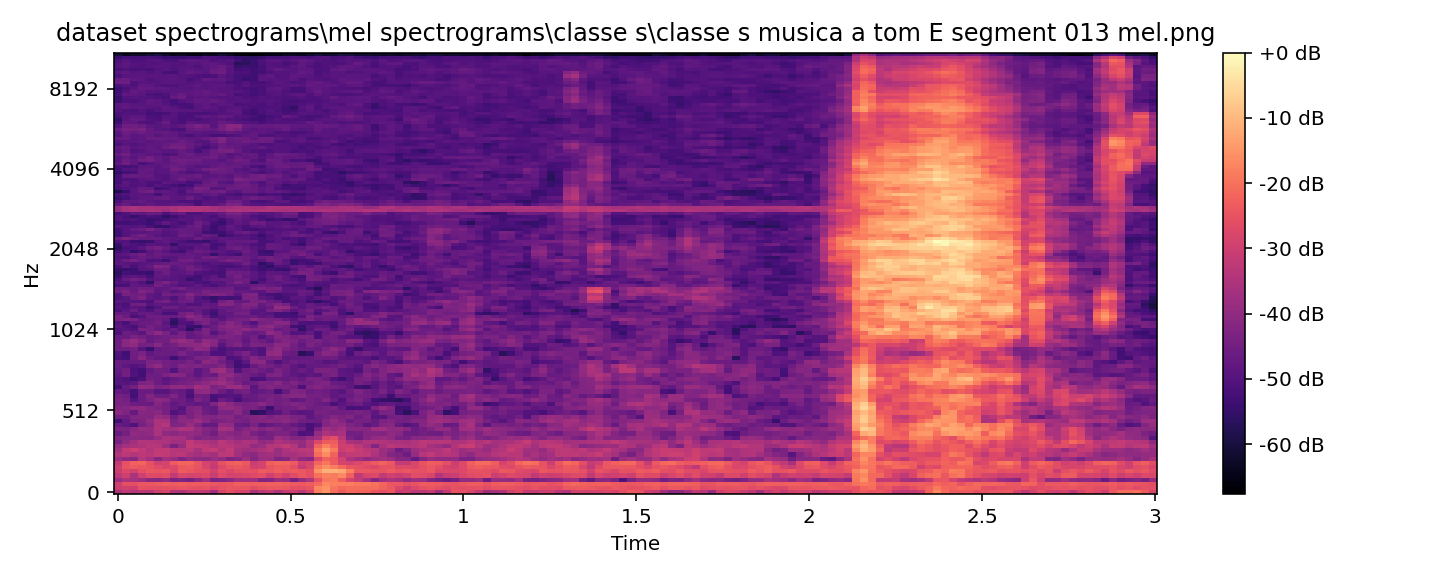 dataset spectrograms\mel spectrograms\classe s\classe s musica a tom E segment 013 mel.png
Hz
8192
4096
2048
1024
512
0
0
0.5
1
1.5
2
2.5
3
Time
+0 dB
-10 dB
-20 dB
-30 dB
-40 dB
-50 dB
-60 dB